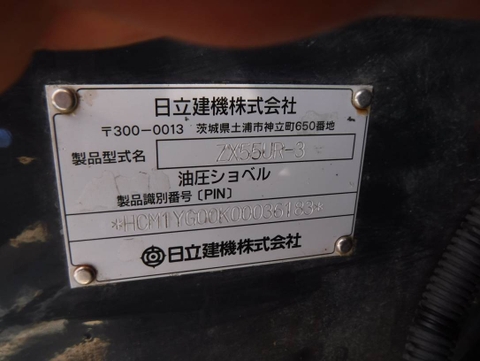 日立建機株式会社
〒300-0013 茨城県土浦市神立町650番地
製品型式名 ZX55UR-3
油圧ショベル
製品識別番号〔PIN〕
*HCM1YG00K00036183*
日立建機株式会社